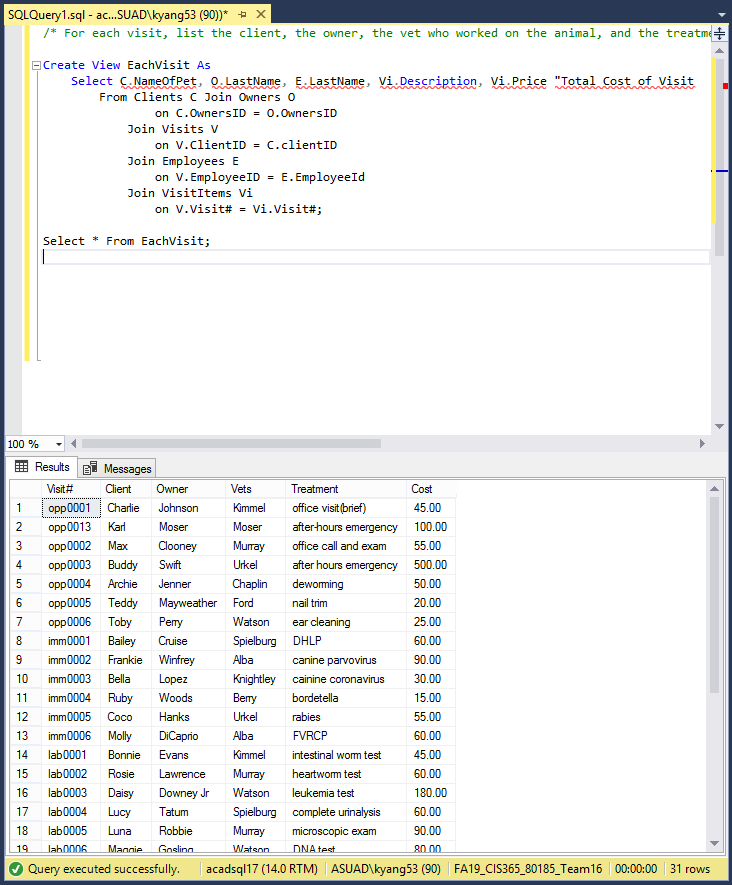 SQLQuery1.sql - ac...SUAD\kyang53 (90))*
/* For each visit, list the client, the owner, the vet who worked on the animal, and the treatme
Create View EachVisit As
Select C.NameOfPet, O.LastName, E.LastName, Vi.Description, Vi.Price "Total Cost of Visit
From Clients C Join Owners O
on C.OwnersID = O.OwnersID
Join Visits V
on V.ClientID = C.clientID
Join Employees E
on V.EmployeeID = E.EmployeeId
Join VisitItems Vi
on V.Visit# = Vi.Visit#;
Select * From EachVisit;
100 %
Results Messages
Visit# Client Owner Vets Treatment Cost
1 opp0001 Charlie Johnson Kimmel office visit(brief) 45.00
2 opp0013 Karl Moser Moser after-hours emergency 100.00
3 opp0002 Max Clooney Murray office call and exam 55.00
4 opp0003 Buddy Swift Urkel after hours emergency 500.00
5 opp0004 Archie Jenner Chaplin deworming 50.00
6 opp0005 Teddy Mayweather Ford nail trim 20.00
7 opp0006 Toby Perry Watson ear cleaning 25.00
8 imm0001 Bailey Cruise Spielburg DHLP 60.00
9 imm0002 Frankie Winfrey Alba canine parvovirus 90.00
10 imm0003 Bella Lopez Knightley cainine coronavirus 30.00
11 imm0004 Ruby Woods Berry bordetella 15.00
12 imm0005 Coco Hanks Urkel rabies 55.00
13 imm0006 Molly DiCaprio Alba FVRCP 60.00
14 lab0001 Bonnie Evans Kimmel intestinal worm test 45.00
15 lab0002 Rosie Lawrence Murray heartworm test 60.00
16 lab0003 Daisy Downey Jr Watson leukemia test 180.00
17 lab0004 Lucy Tatum Spielburg complete urinalysis 60.00
18 lab0005 Luna Robbie Murray microscopic exam 90.00
19 lab0006 Maggie Gosling Watson DNA test 80.00
Query executed successfully. acadsql17 (14.0 RTM) ASUAD\kyang53 (90) FA19_CIS365_80185_Team16 00:00:00 31 rows